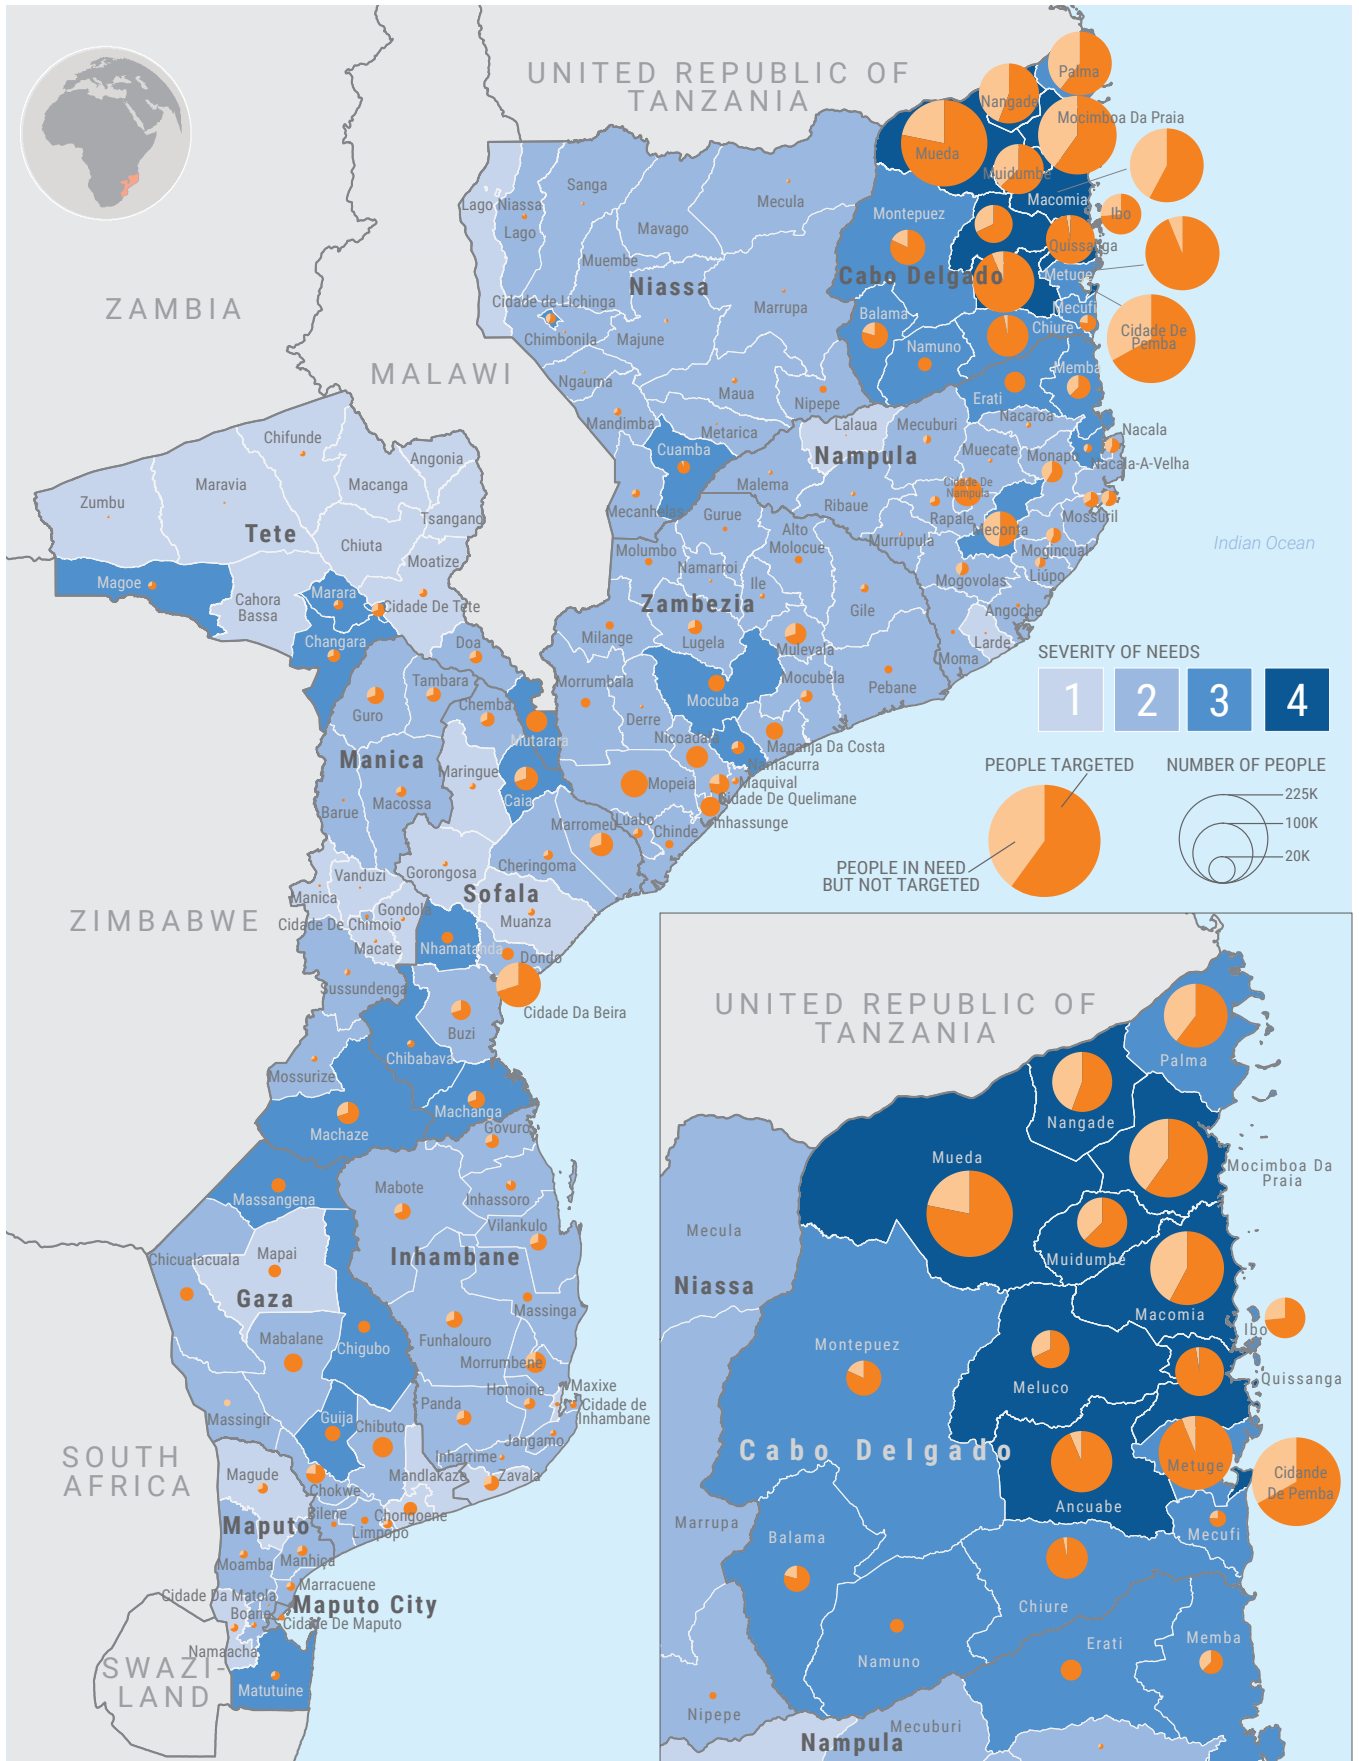 UNITED REPUBLIC OF
TANZANIA
ZAMBIA
MALAWI
ZIMBABWE
SOUTH
AFRICA
SWAZI-
LAND
Indian Ocean
Palma
Nangade
Mocimboa Da Praia
Mueda
Muidumbe
Macomia
Ibo
Montepuez
Quissanga
Cabo Delgado
Metuge
Mecufi
Cidade De
Pemba
Balama
Chiure
Namuno
Memba
Erati
Sanga
Mecula
Lago Niassa
Lago
Mavago
Muembe
Niassa
Marrupa
Cidade de Lichinga
Chimbonila
Majune
Ngauma
Maua
Nipepe
Mandimba
Metarica
Cuamba
Mecanhelas
Nacaroa
Lalaua
Mecuburi
Nacala
Nampula
Muecate
Monapo
Nacala-A-Velha
Malema
Cidade De
Nampula
Ribaue
Rapale
Meconta
Mossuril
Murrupula
Mogincual
Mogovolas
Liúpo
Angoche
Larde
Moma
Chifunde
Angonia
Maravia
Macanga
Zumbu
Tsangano
Tete
Chiuta
Moatize
Magoe
Marara
Cahora
Bassa
Cidade De Tete
Changara
Doa
Mutarara
Gurue
Alto
Molocue
Molumbo
Namarroi
Ile
Zambezia
Gile
Milange
Lugela
Mulevala
Morrumbala
Mocuba
Mocubela
Pebane
Derre
Nicoadala
Maganja Da Costa
Namacurra
Mopeia
Maquival
Cidade De Quelimane
Inhassunge
Luabo
Chinde
Tambara
Guro
Chemba
Manica
Maringue
Caia
Macossa
Barue
Marromeu
Cheringoma
Vanduzi
Gorongosa
Manica
Sofala
Gondola
Muanza
Cidade De Chimoio
Macate
Nhamatanda
Dondo
Sussundenga
Cidade Da Beira
Buzi
Chibabava
Mossurize
Machanga
Machaze
Govuro
Massangena
Mabote
Inhassoro
Vilankulo
Chicualacuala
Mapai
Inhambane
Gaza
Massinga
Funhalouro
Mabalane
Chigubo
Morrumbene
Homoine
Maxixe
Massingir
Guija
Chibuto
Panda
Cidade de
Inhambane
Jangamo
Inharrime
Magude
Mandlakaze
Zavala
Chokwe
Bilene
Chongoene
Limpopo
Maputo
Moamba
Manhiça
Marracuene
Cidade Da Matola
Maputo City
Boane
Cidade De Maputo
Namaacha
Matutuine
SEVERITY OF NEEDS
1 2 3 4
PEOPLE TARGETED
PEOPLE IN NEED
BUT NOT TARGETED
NUMBER OF PEOPLE
225K
100K
20K
UNITED REPUBLIC OF
TANZANIA
Palma
Nangade
Mueda
Mocimboa Da
Praia
Mecula
Muidumbe
Niassa
Macomia
Ibo
Montepuez
Meluco
Quissanga
Cabo Delgado
Metuge
Cidande
De Pemba
Ancuabe
Marrupa
Balama
Mecufi
Chiure
Erati
Memba
Namuno
Nipepe
Mecuburi
Nampula